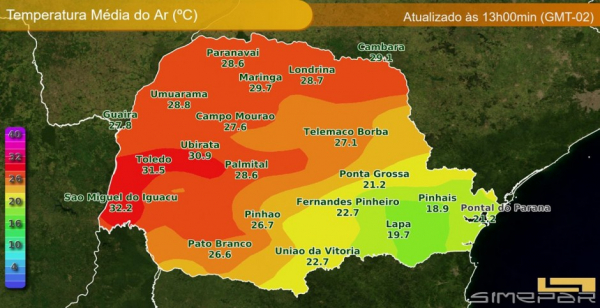 Temperatura Média do Ar (ºC)
Atualizado às 13h00min (GMT-02)
Paranavai
28.6
Cambara
29.1
Londrina
28.7
Maringa
29.7
Umuarama
28.8
Guaira
27.8
Campo Mourao
27.6
Telemaco Borba
27.1
Ubirata
30.9
Toledo
31.5
Palmital
28.6
Ponta Grossa
21.2
Sao Miguel do Iguacu
32.2
Fernandes Pinheiro
22.7
Pinhais
18.9
Pontal do Parana
21.2
Pinhao
26.7
Lapa
19.7
Pato Branco
26.6
Uniao da Vitoria
22.7
40
32
26
20
16
10
6
SIMEPAR